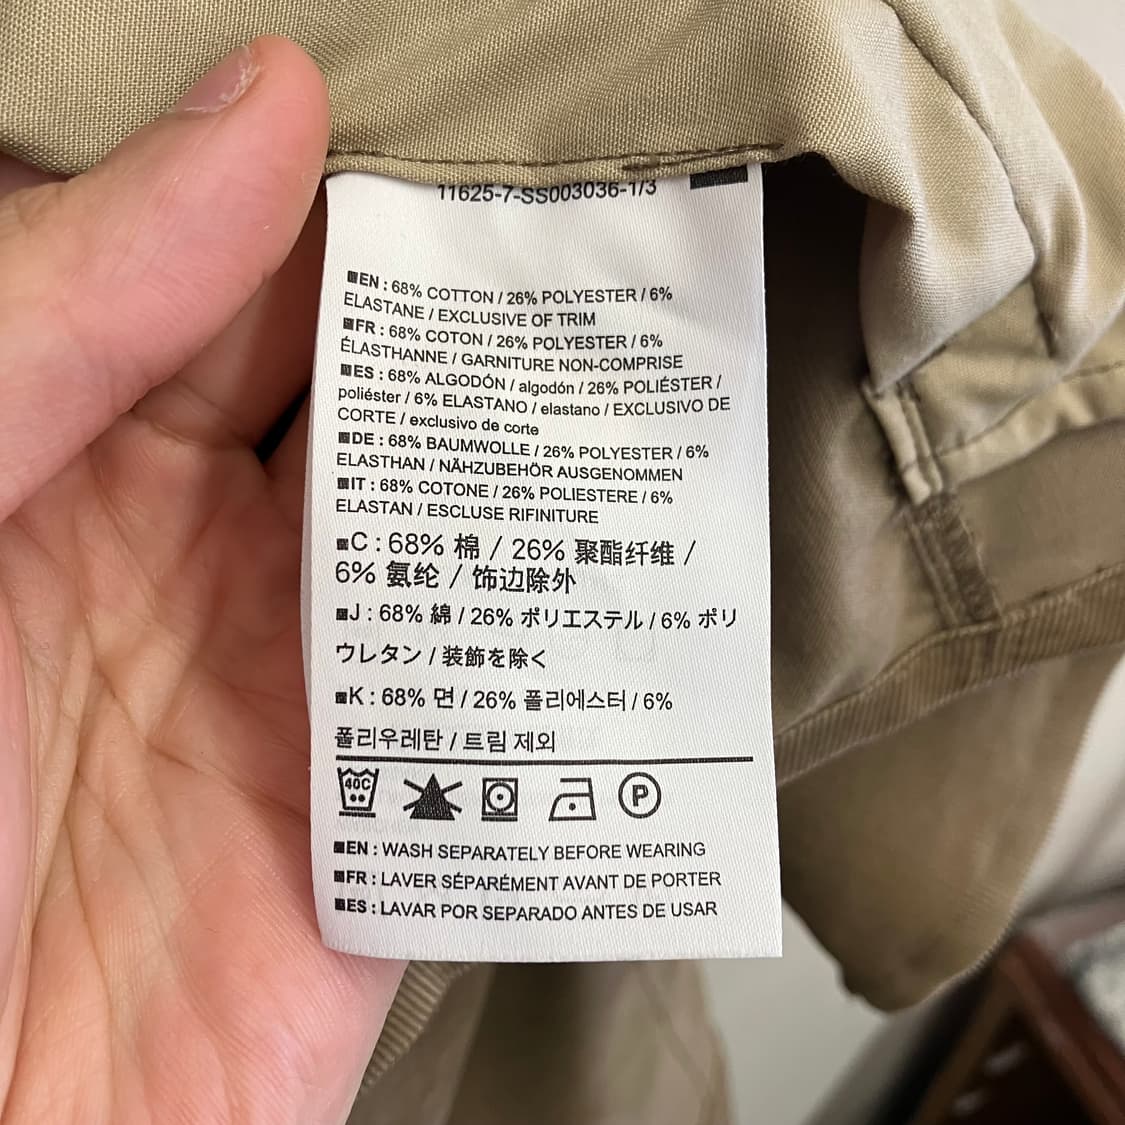 11625-7-SS003036-1/3
EN : 68% COTTON / 26% POLYESTER / 6%
ELASTANE / EXCLUSIVE OF TRIM
FR : 68% COTON / 26% POLYESTER / 6%
ÉLASTHANNE / GARNITURE NON-COMPRISE
ES : 68% ALGODÓN / algodón / 26% POLIÉSTER /
poliéster / 6% ELASTANO / elastano / EXCLUSIVO DE
CORTE / exclusivo de corte
DE : 68% BAUMWOLLE / 26% POLYESTER / 6%
ELASTHAN / NÄHZUBEHÖR AUSGENOMMEN
IT : 68% COTONE / 26% POLIESTERE / 6%
ELASTAN / ESCLUSE RIFINITURE
C : 68% 棉 / 26% 聚酯纤维 /
6% 氨纶 / 饰边除外
J : 68% 綿 / 26% ポリエステル / 6% ポリ
ウレタン / 装飾を除く
K : 68% 면 / 26% 폴리에스터 / 6%
폴리우레탄 / 트림 제외
40C P
EN : WASH SEPARATELY BEFORE WEARING
FR : LAVER SÉPARÉMENT AVANT DE PORTER
ES : LAVAR POR SEPARADO ANTES DE USAR